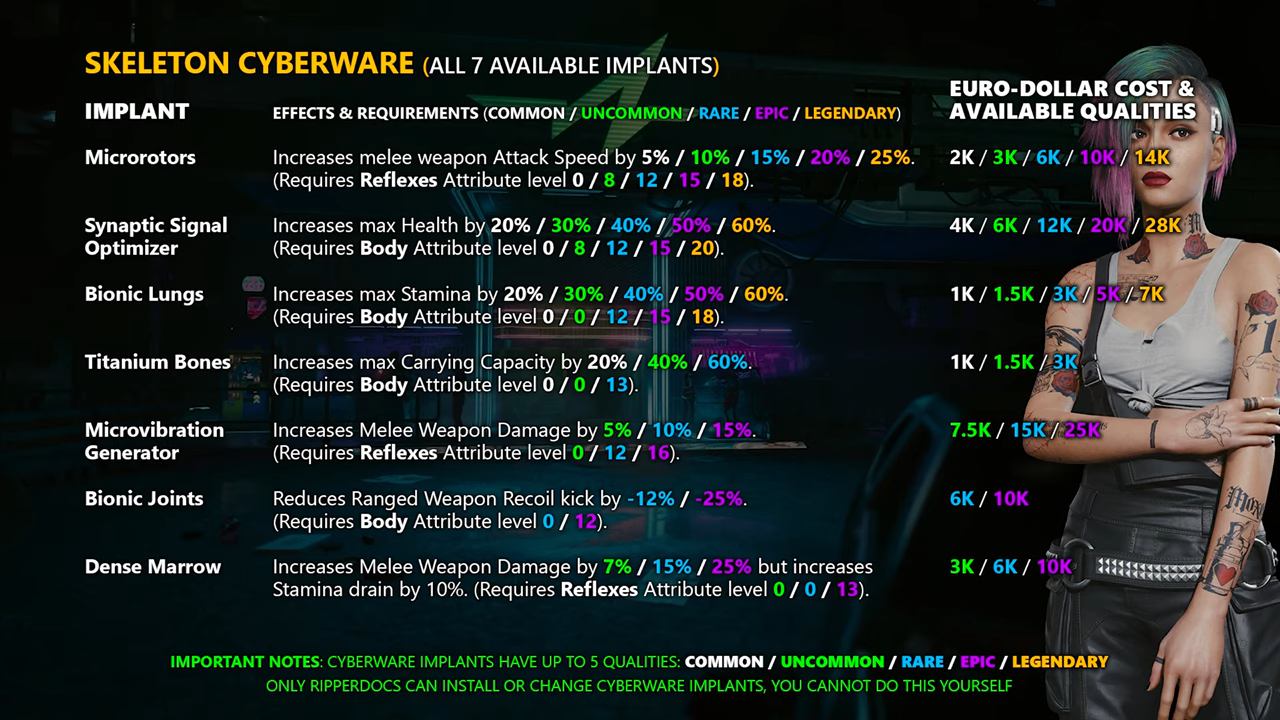 SKELETON CYBERWARE (ALL 7 AVAILABLE IMPLANTS)
EURO-DOLLAR COST &
AVAILABLE QUALITIES
IMPLANT EFFECTS & REQUIREMENTS (COMMON / UNCOMMON / RARE / EPIC / LEGENDARY)
Microrotors Increases melee weapon Attack Speed by 5% / 10% / 15% / 20% / 25%. 2K / 3K / 6K / 10K / 14K
(Requires Reflexes Attribute level 0 / 8 / 12 / 15 / 18).
Synaptic Signal Increases max Health by 20% / 30% / 40% / 50% / 60%. 4K / 6K / 12K / 20K / 28K
Optimizer (Requires Body Attribute level 0 / 8 / 12 / 15 / 20).
Bionic Lungs Increases max Stamina by 20% / 30% / 40% / 50% / 60%. 1K / 1.5K / 3K / 5K / 7K
(Requires Body Attribute level 0 / 0 / 12 / 15 / 18).
Titanium Bones Increases max Carrying Capacity by 20% / 40% / 60%. 1K / 1.5K / 3K
(Requires Body Attribute level 0 / 0 / 13).
Microvibration Increases Melee Weapon Damage by 5% / 10% / 15%. 7.5K / 15K / 25K
Generator (Requires Reflexes Attribute level 0 / 12 / 16).
Bionic Joints Reduces Ranged Weapon Recoil kick by -12% / -25%. 6K / 10K
(Requires Body Attribute level 0 / 12).
Dense Marrow Increases Melee Weapon Damage by 7% / 15% / 25% but increases 3K / 6K / 10K
Stamina drain by 10%. (Requires Reflexes Attribute level 0 / 0 / 13).
IMPORTANT NOTES: CYBERWARE IMPLANTS HAVE UP TO 5 QUALITIES: COMMON / UNCOMMON / RARE / EPIC / LEGENDARY
ONLY RIPPERDOCS CAN INSTALL OR CHANGE CYBERWARE IMPLANTS, YOU CANNOT DO THIS YOURSELF